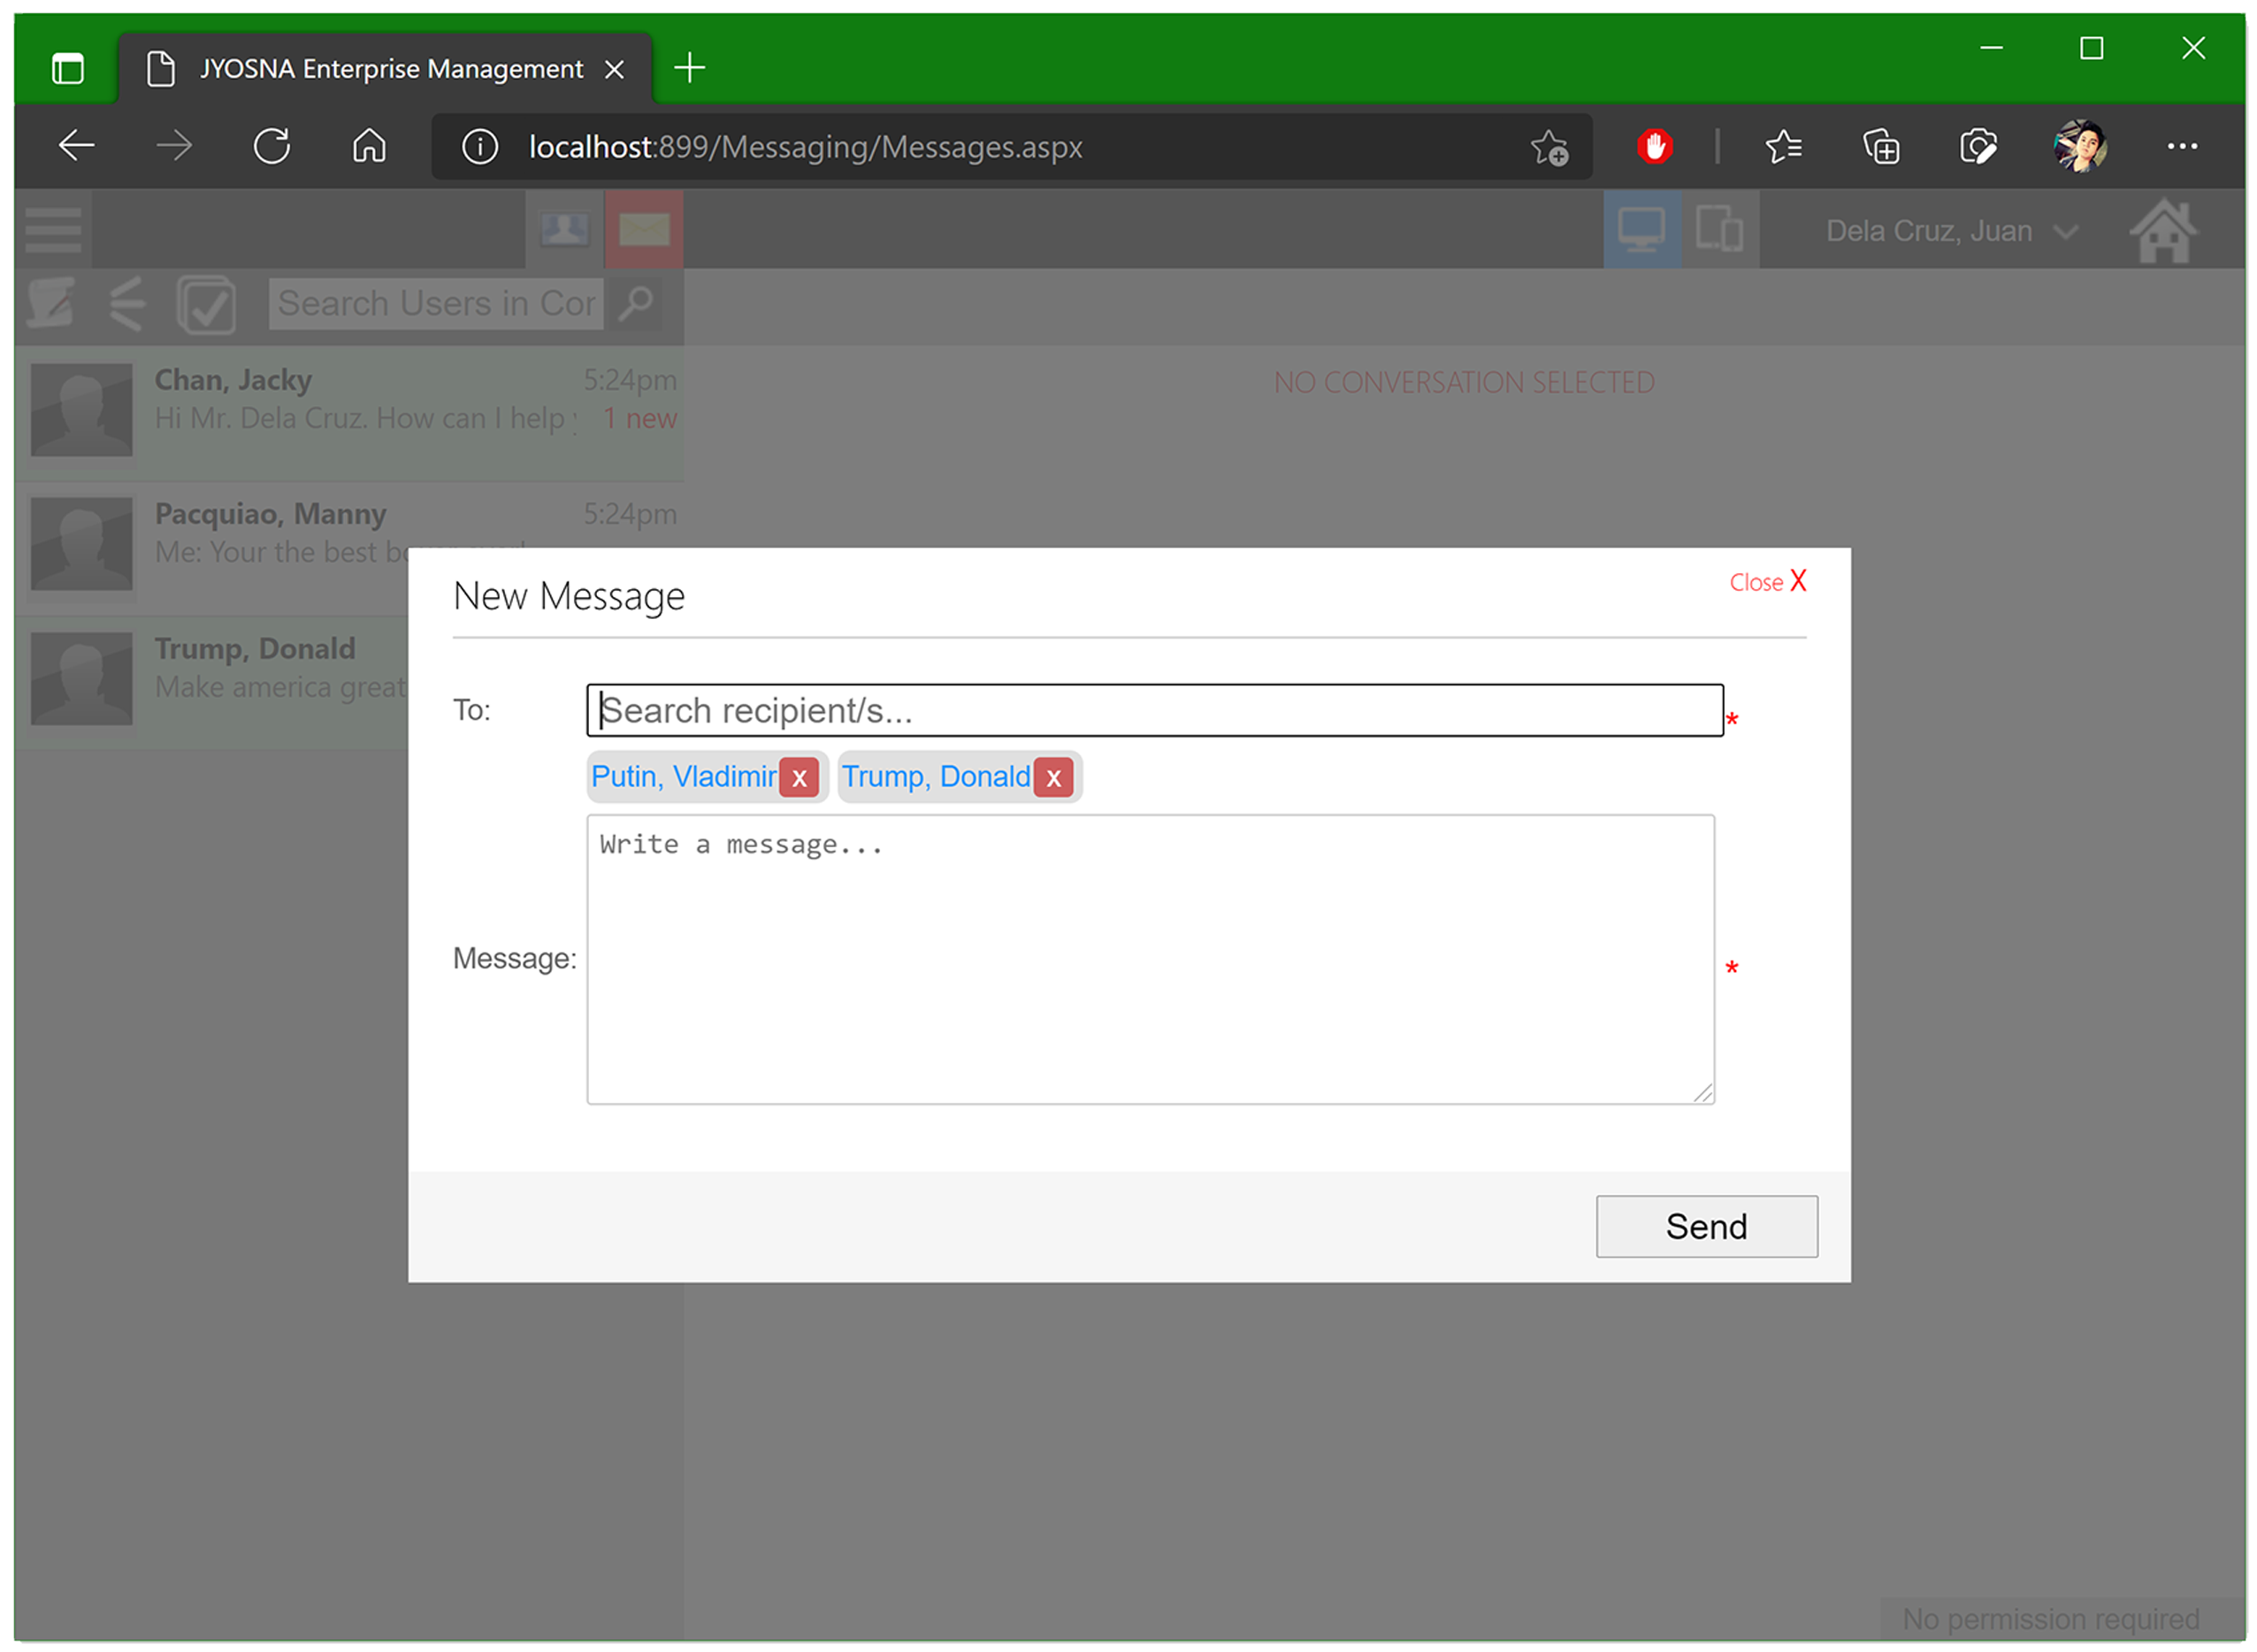 JYOSNA Enterprise Management
localhost:899/Messaging/Messages.aspx
Dela Cruz, Juan
Search Users in Cor
Chan, Jacky 5:24pm
Hi Mr. Dela Cruz. How can I help 1 new
NO CONVERSATION SELECTED
Pacquiao, Manny 5:24pm
Me: Your the best
Trump, Donald
Make america great
New Message
Close X
To: Search recipient/s... *
Putin, Vladimir x Trump, Donald x
Write a message...
Message: *
Send
No permission required